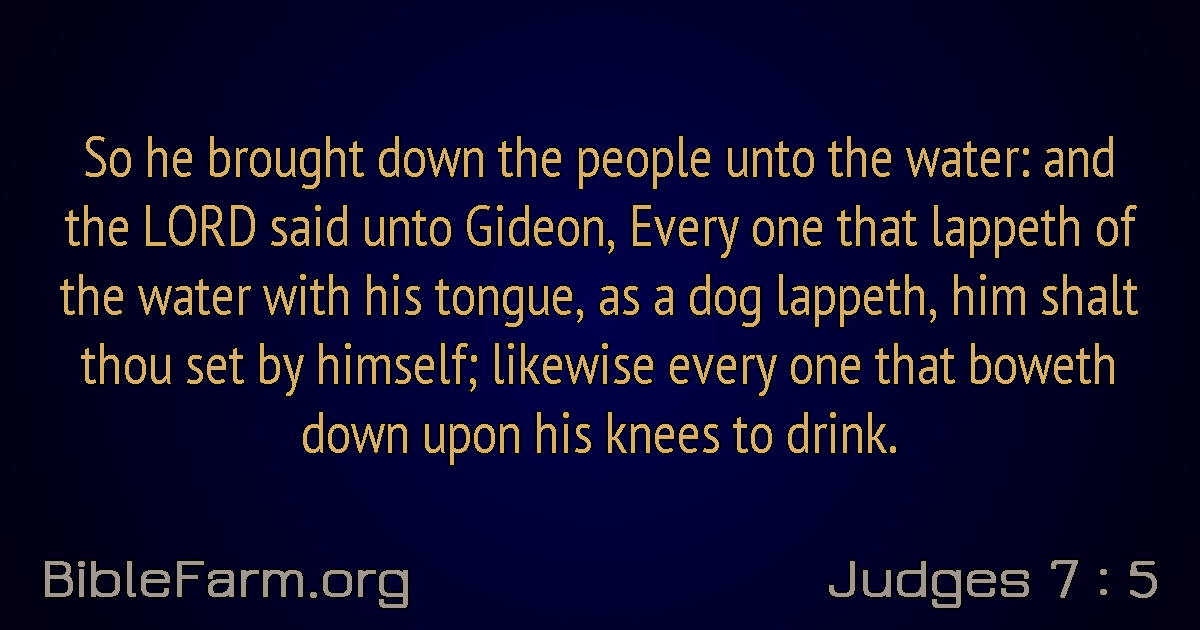 So he brought down the people unto the water: and
the LORD said unto Gideon, Every one that lappeth of
the water with his tongue, as a dog lappeth, him shalt
thou set by himself; likewise every one that boweth
down upon his knees to drink.
BibleFarm.org
Judges 7 : 5